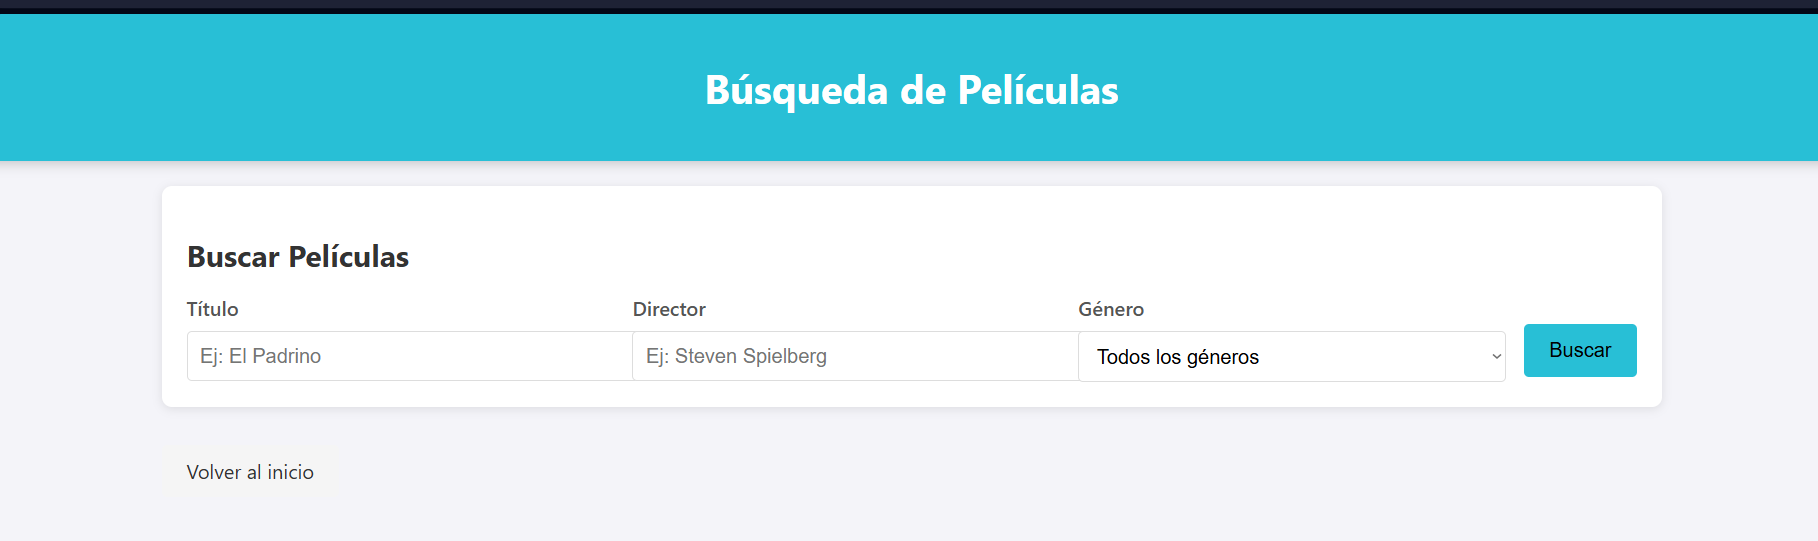 Búsqueda de Películas
Buscar Películas
Título
Director
Género
Ej: El Padrino
Ej: Steven Spielberg
Todos los géneros
Buscar
Volver al inicio